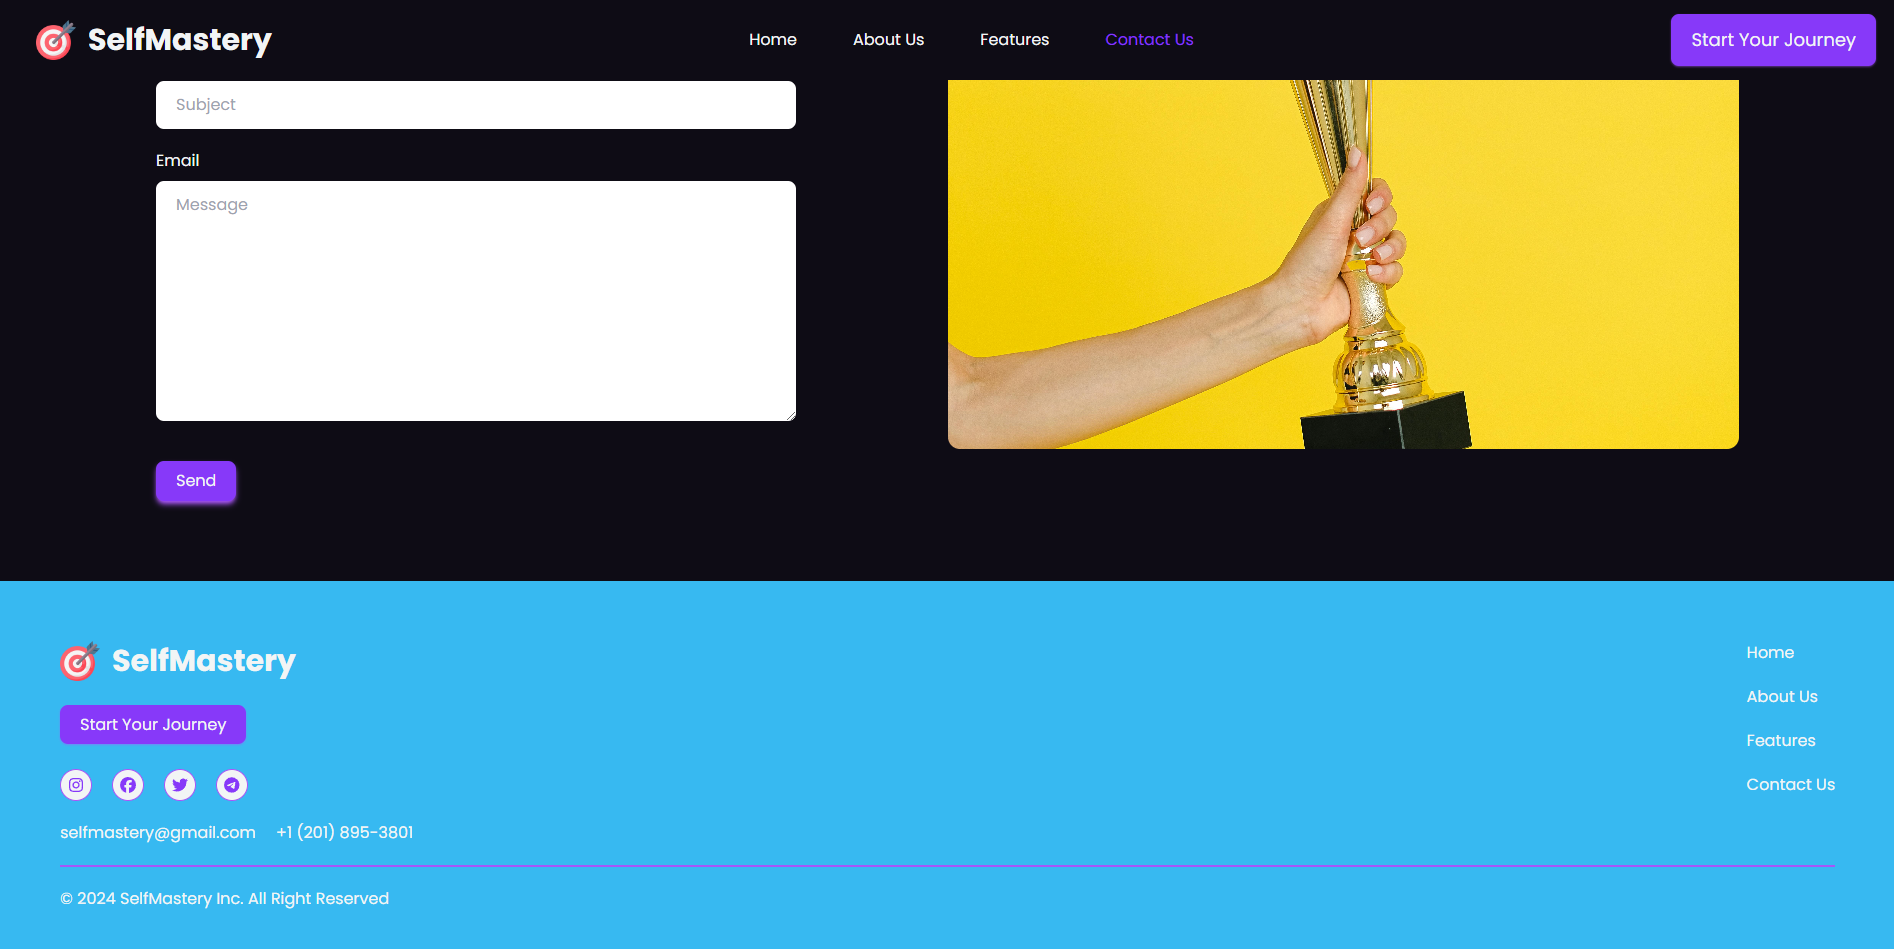 SelfMastery
Home
About Us
Features
Contact Us
Start Your Journey
Subject
Email
Message
Send
SelfMastery
Start Your Journey
selfmastery@gmail.com +1 (201) 895-3801
Home
About Us
Features
Contact Us
© 2024 SelfMastery Inc. All Right Reserved